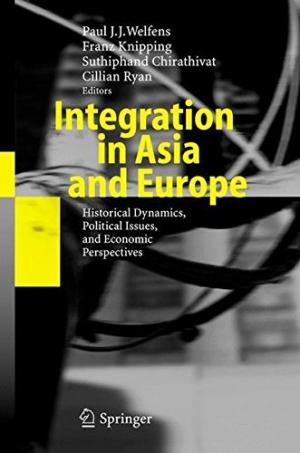 Paul J.J.Welfens
Franz Knipping
Suthiphand Chirathivat
Cillian Ryan
Editors
Integration
in Asia
and Europe
Historical Dynamics,
Political Issues,
and Economic
Perspectives
Springer